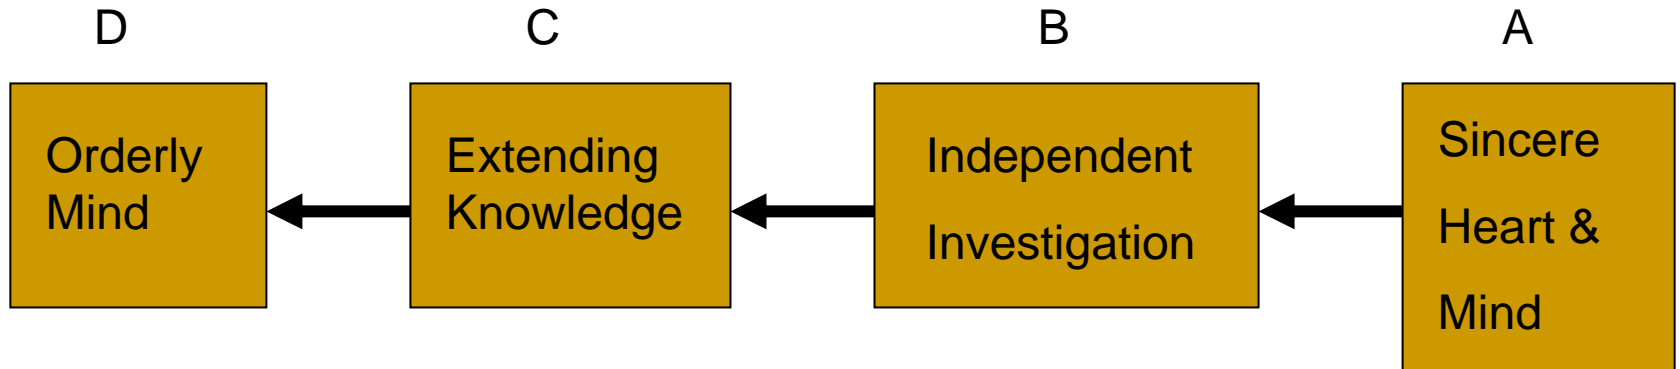 D C B A
Orderly
Mind
Extending
Knowledge
Independent
Investigation
Sincere
Heart &
Mind